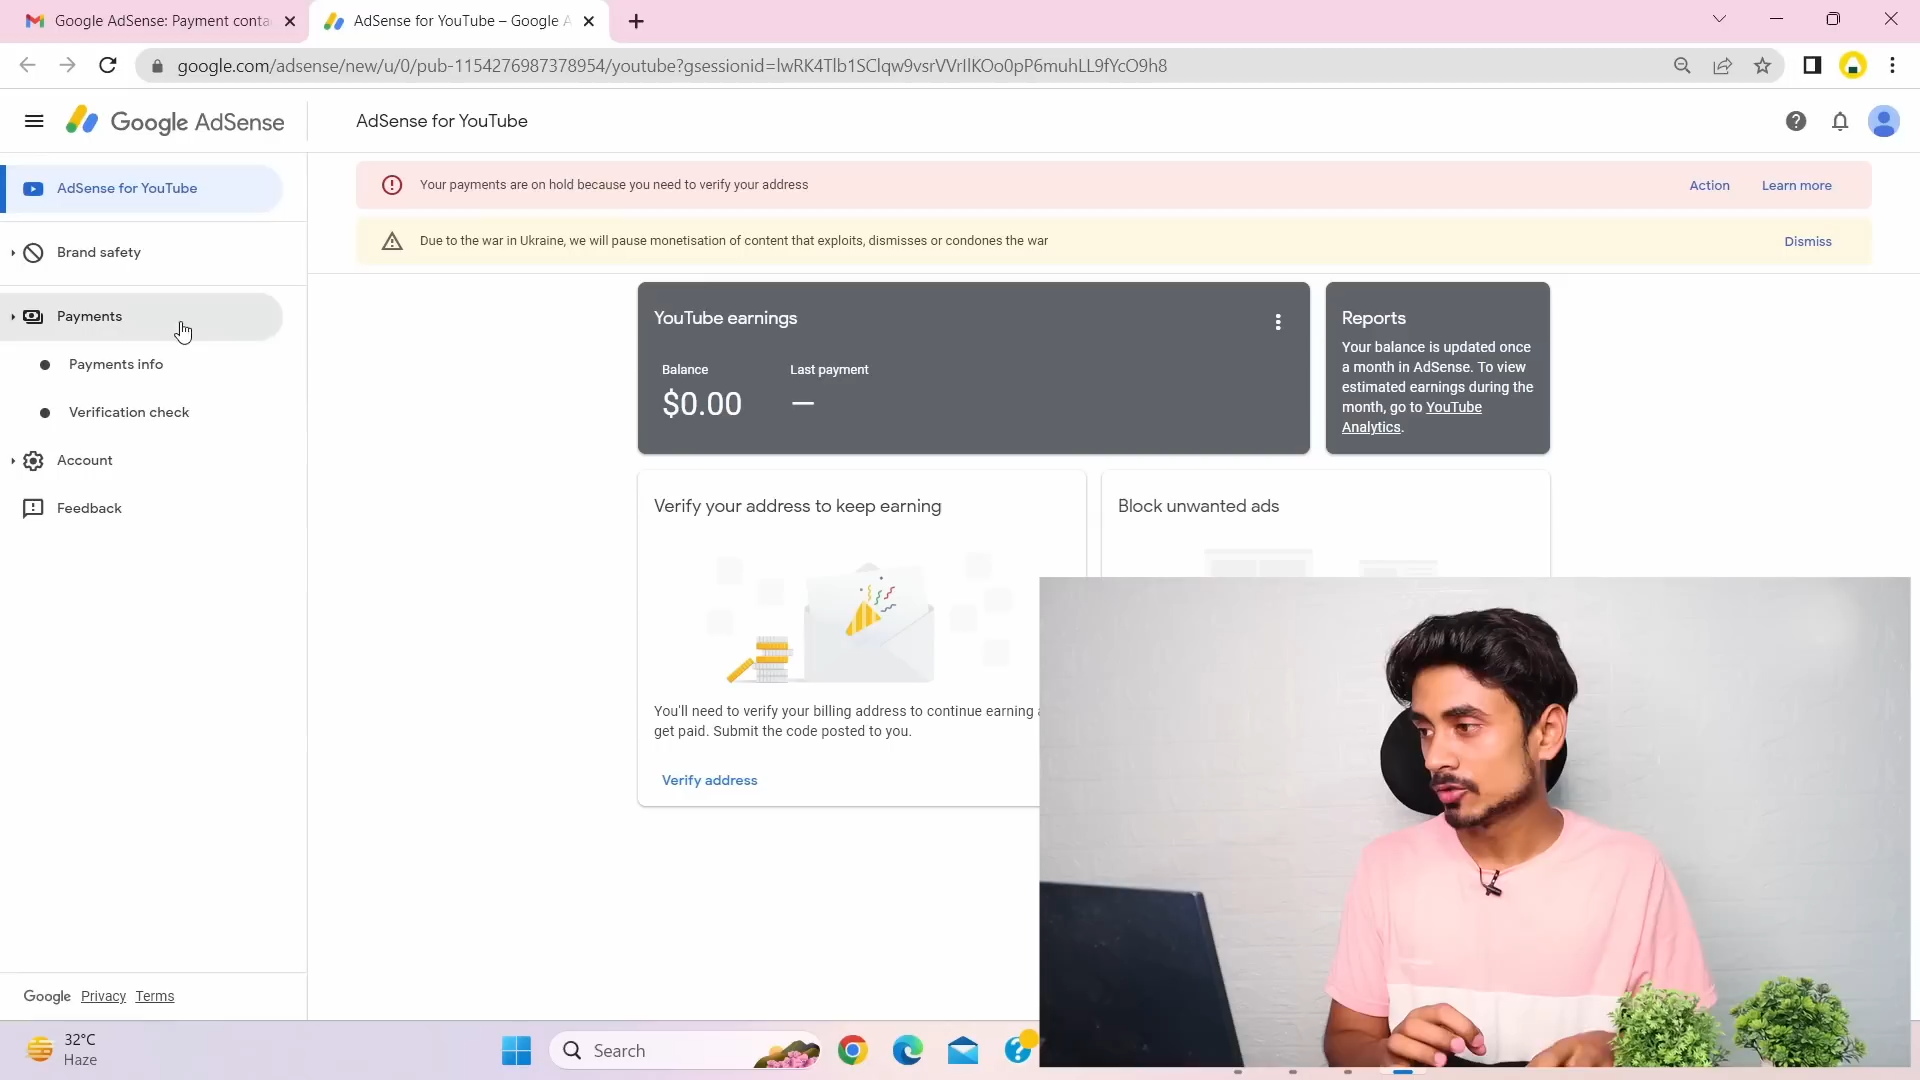 Google AdSense: Payment conta
AdSense for YouTube – Google A
google.com/adsense/new/u/0/pub-1154276987378954/youtube?gsessionid=
Google AdSense
AdSense for YouTube
AdSense for YouTube
Brand safety
Payments
Payments info
Verification check
Account
Feedback
Your payments are on hold because you need to verify your address
Action
Learn more
Due to the war in Ukraine, we will pause monetisation of content that exploits, dismisses or condones the war
Dismiss
YouTube earnings
Balance
Last payment
$0.00
—
Reports
Your balance is updated once
a month in AdSense. To view
estimated earnings during the
month, go to YouTube
Analytics.
Verify your address to keep earning
You'll need to verify your billing address to continue earning
get paid. Submit the code posted to you.
Verify address
Block unwanted ads
Google Privacy Terms
32°C
Haze
Search